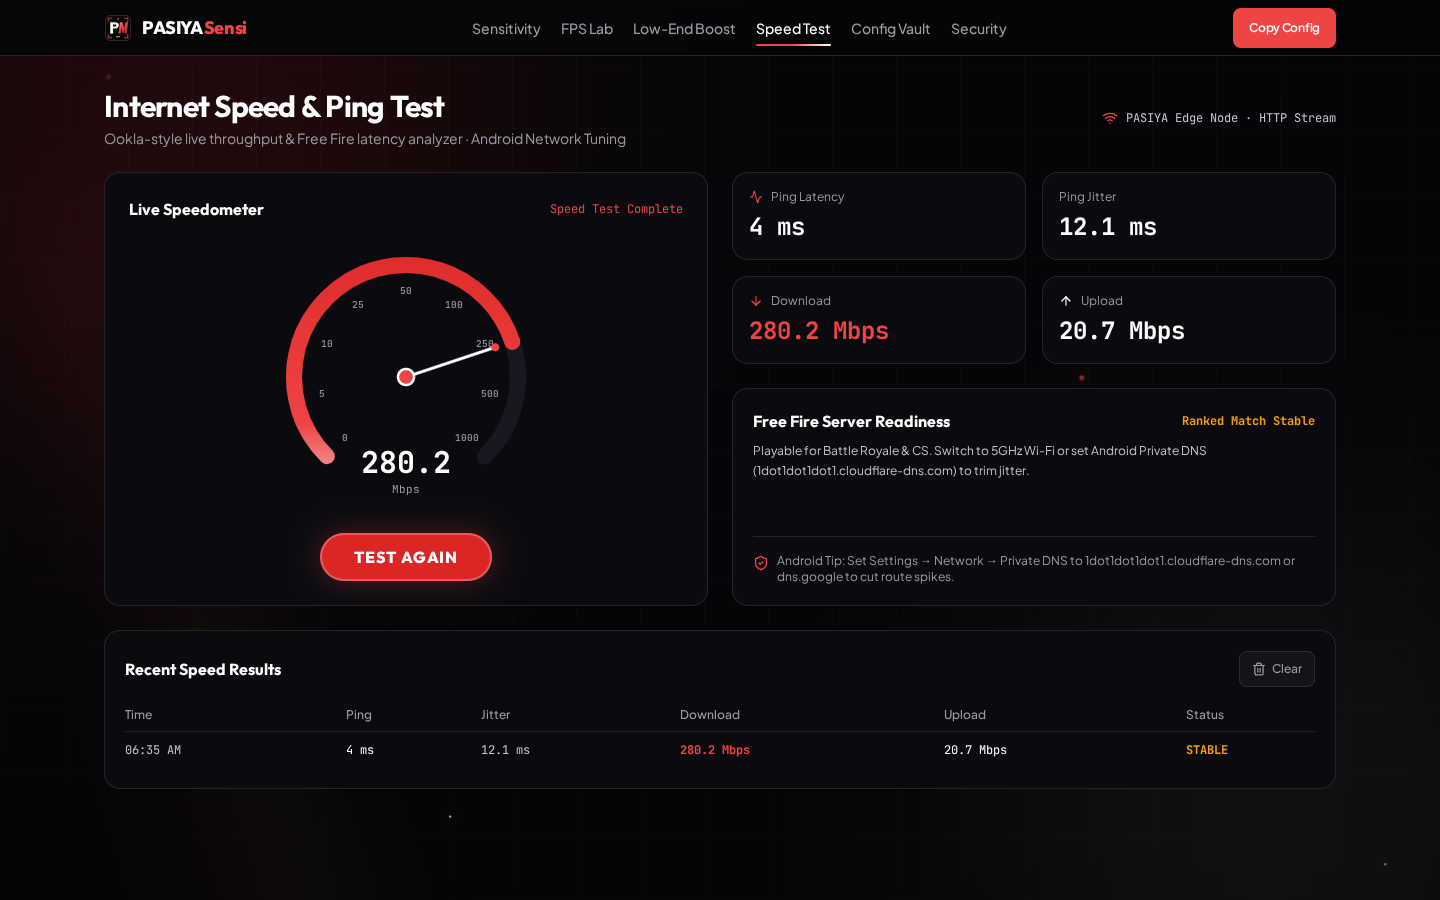 PM PASIYA Sensi
Sensitivity FPS Lab Low-End Boost Speed Test Config Vault Security
Copy Config
Internet Speed & Ping Test
Ookla-style live throughput & Free Fire latency analyzer · Android Network Tuning
PASIYA Edge Node · HTTP Stream
Live Speedometer
Speed Test Complete
0
5
10
25
50
100
250
500
1000
280.2
Mbps
TEST AGAIN
Ping Latency
4 ms
Ping Jitter
12.1 ms
Download
280.2 Mbps
Upload
20.7 Mbps
Free Fire Server Readiness
Ranked Match Stable
Playable for Battle Royale & CS. Switch to 5GHz Wi-Fi or set Android Private DNS
(1dot1dot1dot1.cloudflare-dns.com) to trim jitter.
Android Tip: Set Settings → Network → Private DNS to 1dot1dot1dot1.cloudflare-dns.com or
dns.google to cut route spikes.
Recent Speed Results
Clear
Time Ping Jitter Download Upload Status
06:35 AM 4 ms 12.1 ms 280.2 Mbps 20.7 Mbps STABLE